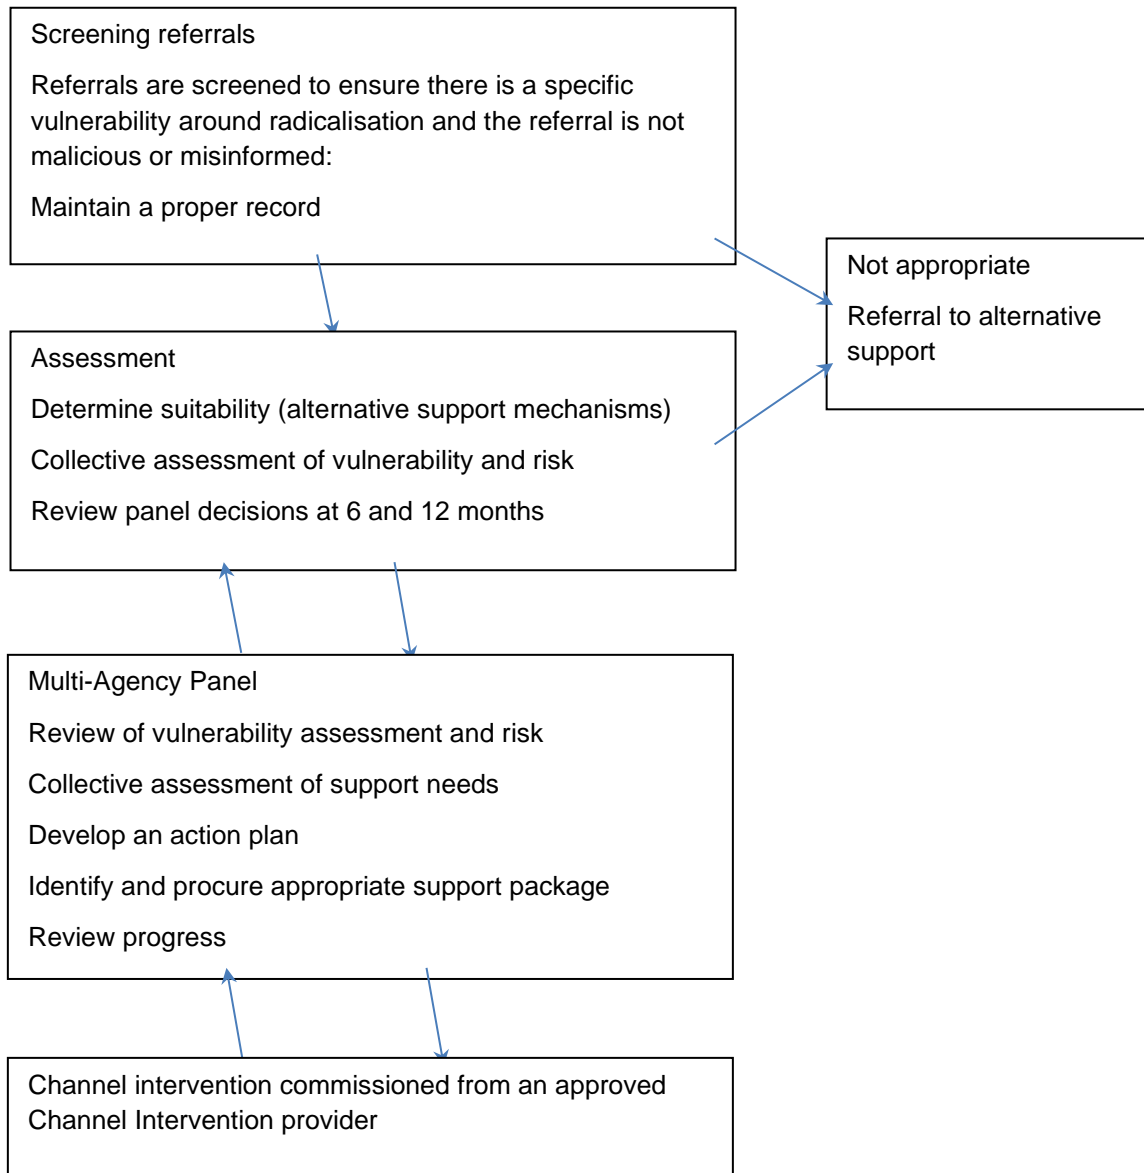 Screening referrals
Referrals are screened to ensure there is a specific
vulnerability around radicalisation and the referral is not
malicious or misinformed:
Maintain a proper record
Not appropriate
Referral to alternative
support
Assessment
Determine suitability (alternative support mechanisms)
Collective assessment of vulnerability and risk
Review panel decisions at 6 and 12 months
Multi-Agency Panel
Review of vulnerability assessment and risk
Collective assessment of support needs
Develop an action plan
Identify and procure appropriate support package
Review progress
Channel intervention commissioned from an approved
Channel Intervention provider